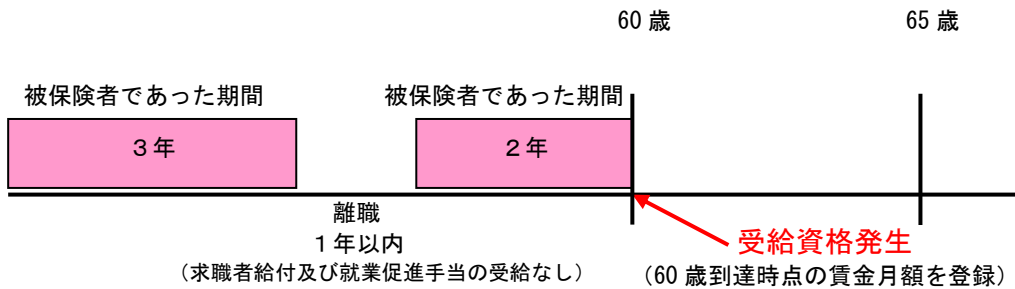 60 歳
65 歳
被保険者であった期間
被保険者であった期間
３年
２年
離職
１年以内
（求職者給付及び就業促進手当の受給なし）
受給資格発生
（60 歳到達時点の賃金月額を登録）